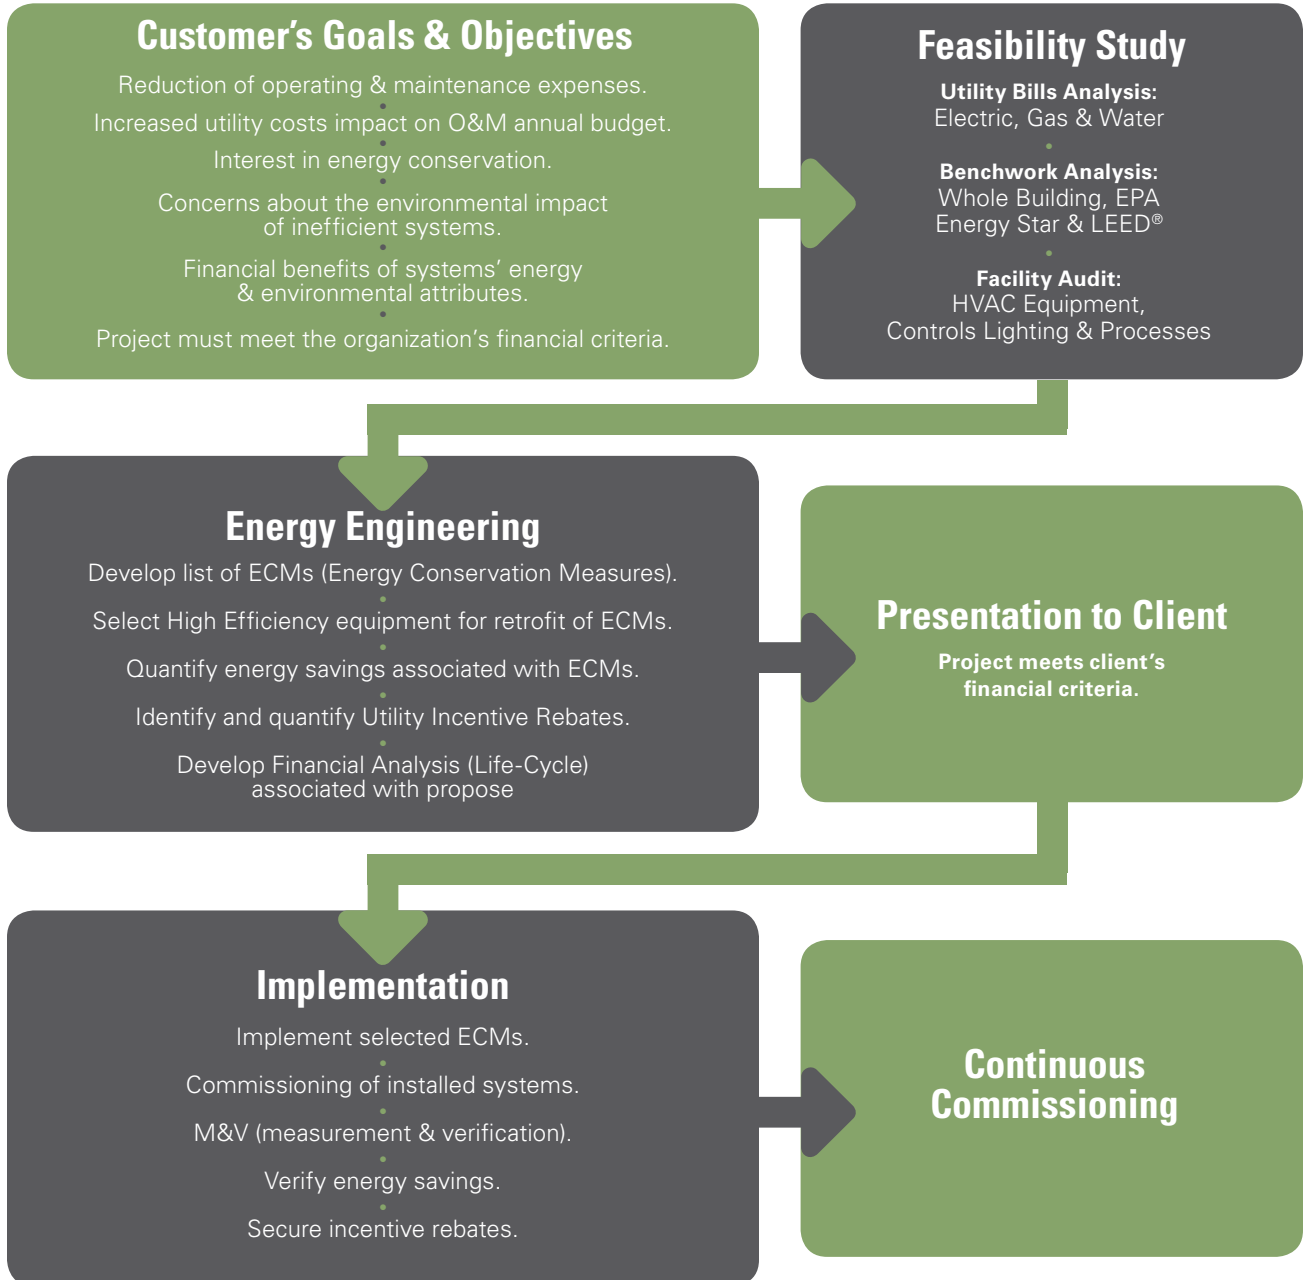 Customer’s Goals & Objectives
Reduction of operating & maintenance expenses.
Increased utility costs impact on O&M annual budget.
Interest in energy conservation.
Concerns about the environmental impact
of inefficient systems.
Financial benefits of systems’ energy
& environmental attributes.
Project must meet the organization’s financial criteria.
Feasibility Study
Utility Bills Analysis:
Electric, Gas & Water
Benchwork Analysis:
Whole Building, EPA
Energy Star & LEED®
Facility Audit:
HVAC Equipment,
Controls Lighting & Processes
Energy Engineering
Develop list of ECMs (Energy Conservation Measures).
Select High Efficiency equipment for retrofit of ECMs.
Quantify energy savings associated with ECMs.
Identify and quantify Utility Incentive Rebates.
Develop Financial Analysis (Life-Cycle)
associated with propose
Presentation to Client
Project meets client’s
financial criteria.
Implementation
Implement selected ECMs.
Commissioning of installed systems.
M&V (measurement & verification).
Verify energy savings.
Secure incentive rebates.
Continuous
Commissioning